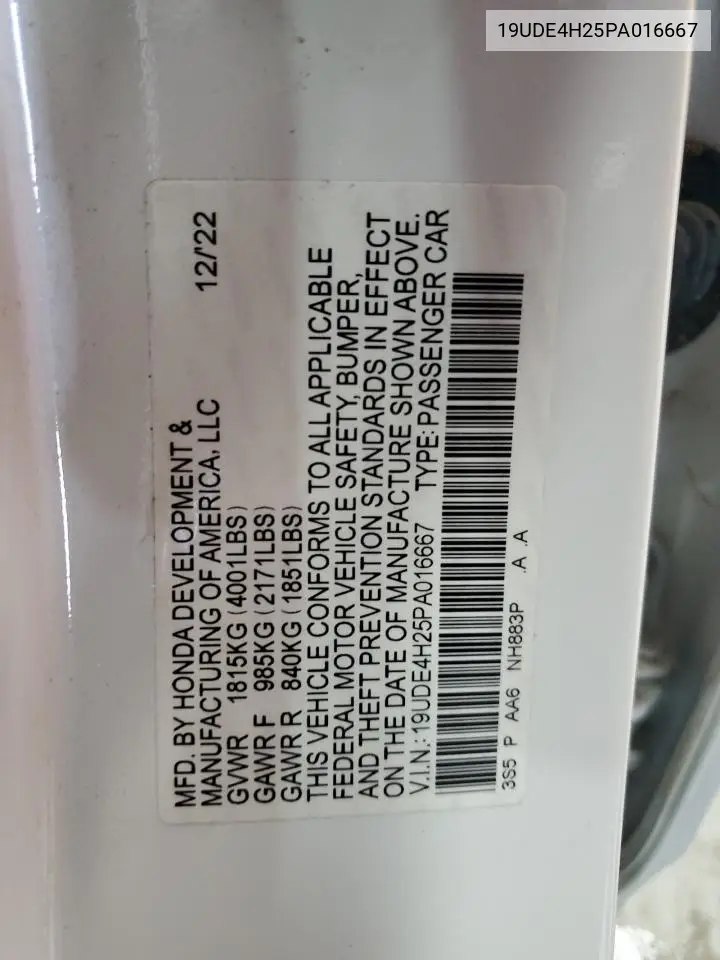 19UDE4H25PA016667
MFD. BY HONDA DEVELOPMENT &
MANUFACTURING OF AMERICA, LLC 12/'22
GVWR 1815KG (4001LBS)
GAWR F 985KG (2171LBS)
GAWR R 840KG (1851LBS)
THIS VEHICLE CONFORMS TO ALL APPLICABLE
FEDERAL MOTOR VEHICLE SAFETY, BUMPER,
AND THEFT PREVENTION STANDARDS IN EFFECT
ON THE DATE OF MANUFACTURE SHOWN ABOVE.
V.I.N.: 19UDE4H25PA016667 TYPE: PASSENGER CAR
3S5 P AA6 NH883P .A .A